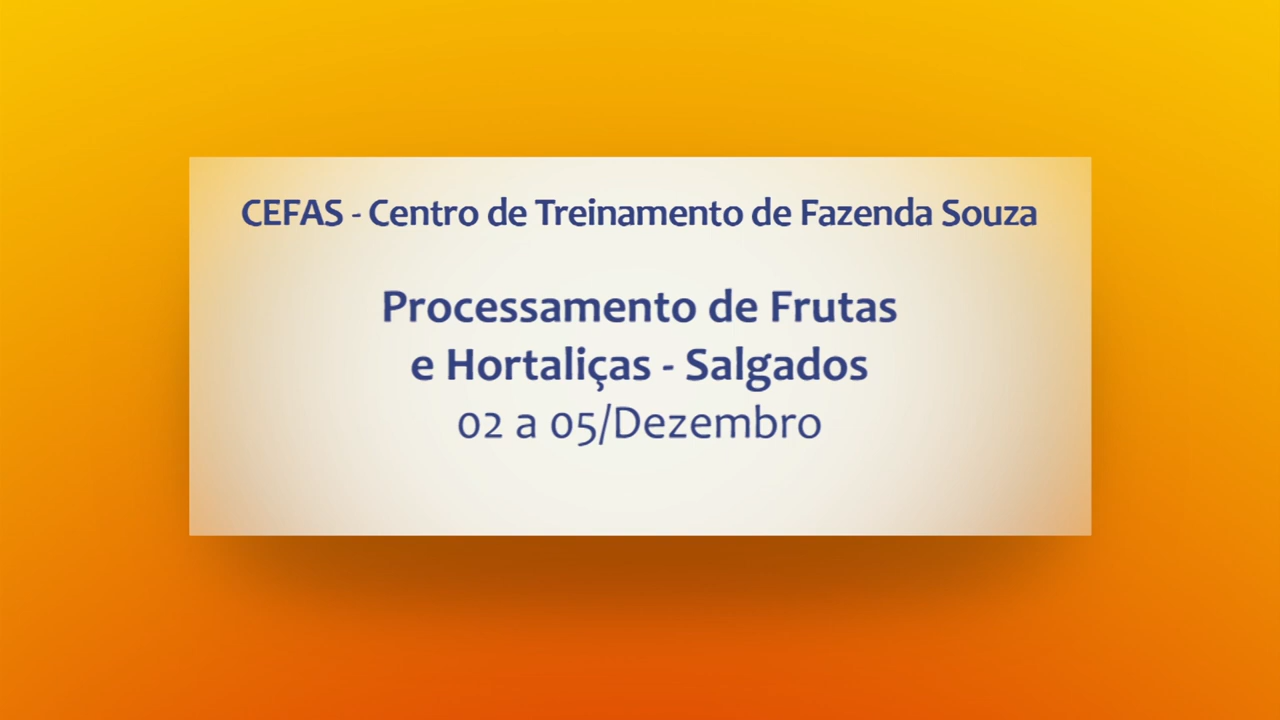 CEFAS - Centro de Treinamento de Fazenda Souza
Processamento de Frutas
e Hortaliças - Salgados
02 a 05/Dezembro